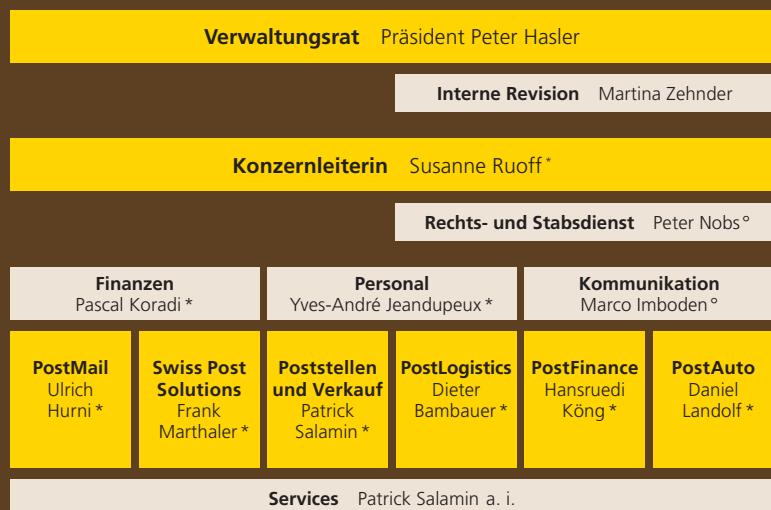 Verwaltungsrat Präsident Peter Hasler
Interne Revision Martina Zehnder
Konzernleiterin Susanne Ruoff*
Rechts- und Stabsdienst Peter Nobs°
Finanzen
Pascal Koradi*
Personal
Yves-André Jeandupeux*
Kommunikation
Marco Imboden°
PostMail
Ulrich
Hurni*
Swiss Post
Solutions
Frank
Marthaler*
Poststellen
und Verkauf
Patrick
Salamin*
PostLogistics
Dieter
Bambauer*
PostFinance
Hansruedi
Köng*
PostAuto
Daniel
Landolf*
Services Patrick Salamin a. i.